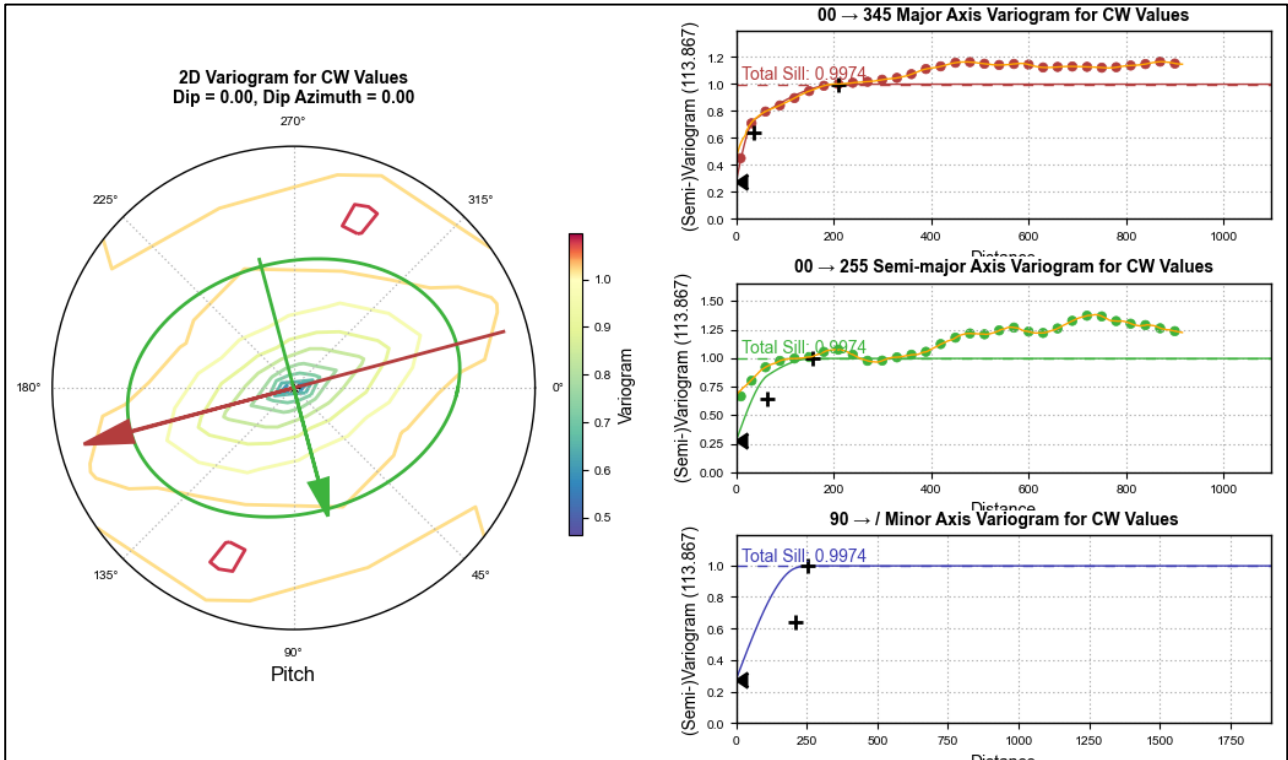 2D Variogram for CW Values
Dip = 0.00, Dip Azimuth = 0.00
270°
225°
315°
180°
0°
135°
45°
90°
Pitch
1.0
0.9
0.8
0.7
0.6
0.5
Variogram
00 → 345 Major Axis Variogram for CW Values
(Semi-)Variogram (113.867)
1.2
1.0
0.8
0.6
0.4
0.2
0.0
Total Sill: 0.9974
0 200 400 600 800 1000
Distance
00 → 255 Semi-major Axis Variogram for CW Values
(Semi-)Variogram (113.867)
1.50
1.25
1.00
0.75
0.50
0.25
0.00
Total Sill: 0.9974
0 200 400 600 800 1000
Distance
90 → / Minor Axis Variogram for CW Values
(Semi-)Variogram (113.867)
1.0
0.8
0.6
0.4
0.2
0.0
Total Sill: 0.9974
0 250 500 750 1000 1250 1500 1750
Distance